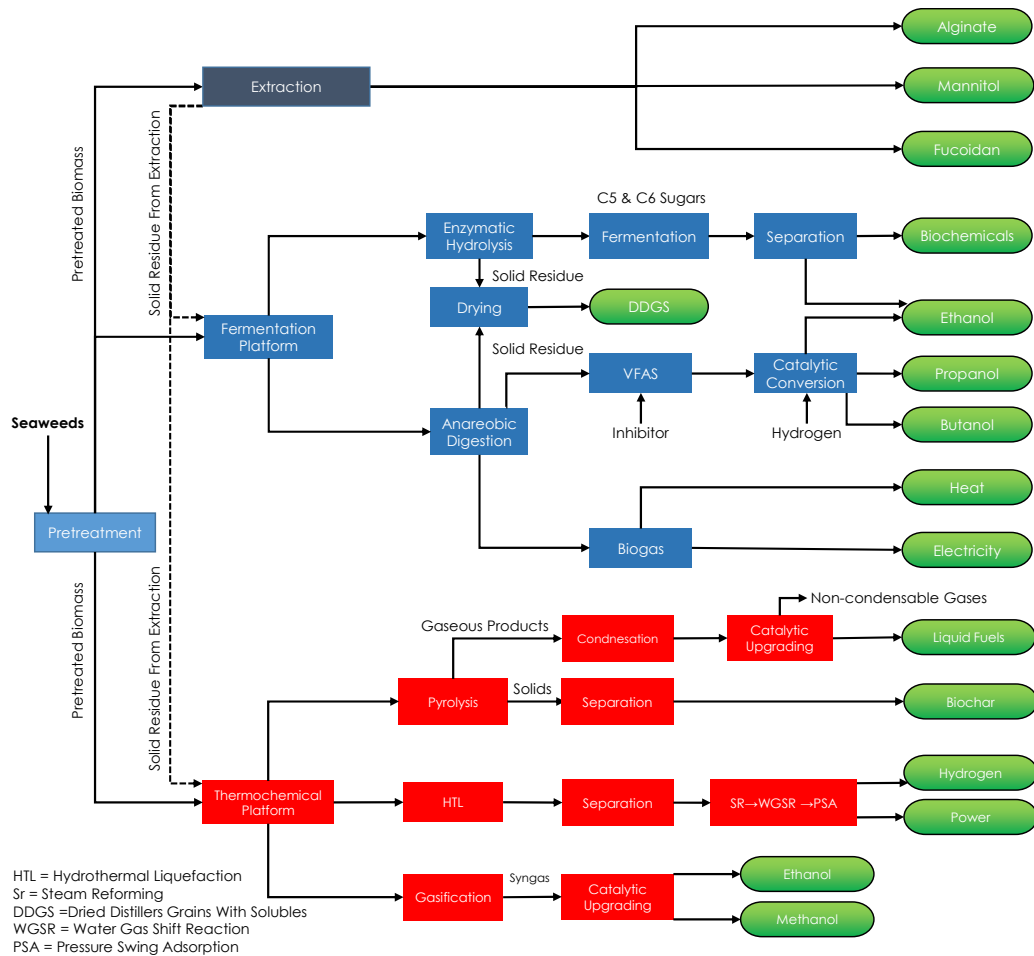 Alginate
Extraction
Mannitol
Fucoidan
Pretreated Biomass
Solid Residue From Extraction
C5 & C6 Sugars
Enzymatic
Hydrolysis
Fermentation
Separation
Biochemicals
Solid Residue
Drying
DDGS
Ethanol
Fermentation
Platform
Solid Residue
VFAS
Catalytic
Conversion
Propanol
Seaweeds
Anareobic
Digestion
Inhibitor
Hydrogen
Butanol
Heat
Pretreatment
Biogas
Electricity
Pretreated Biomass
Solid Residue From Extraction
Non-condensable Gases
Gaseous Products
Condnesation
Catalytic
Upgrading
Liquid Fuels
Pyrolysis
Solids
Separation
Biochar
Thermochemical
Platform
HTL
Separation
SR→WGSR →PSA
Hydrogen
Power
Gasification
Syngas
Catalytic
Upgrading
Ethanol
Methanol
HTL = Hydrothermal Liquefaction
Sr = Steam Reforming
DDGS =Dried Distillers Grains With Solubles
WGSR = Water Gas Shift Reaction
PSA = Pressure Swing Adsorption